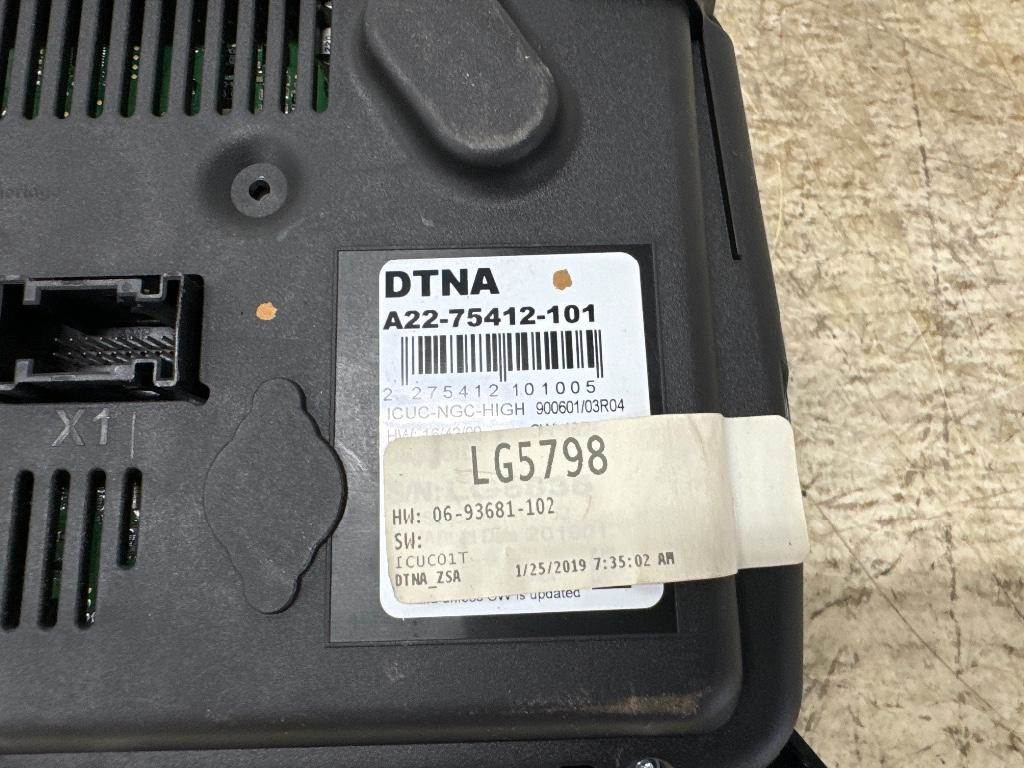 DTNA
A22-75412-101
2 275412 101005
ICUC-NGC-HIGH 900601/03R04
LG5798
HW: 06-93681-102
SW:
ICUC01T
DTNA_ZSA 1/25/2019 7:35:02 AM
is updated
X1